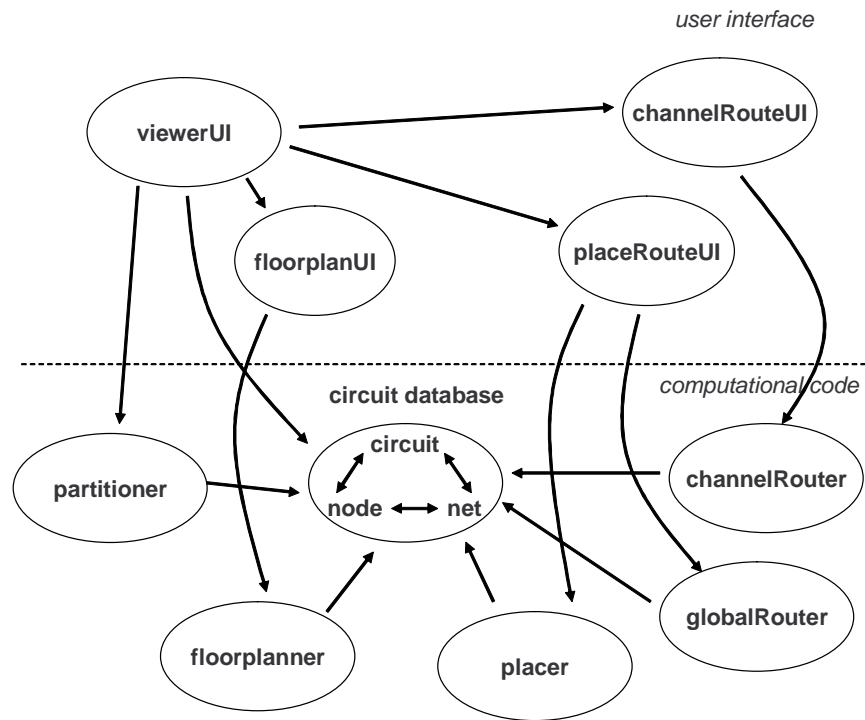 user interface
channelRouteUI
viewerUI
floorplanUI
placeRouteUI
computational code
circuit database
circuit
partitioner
channelRouter
node
net
globalRouter
floorplanner
placer